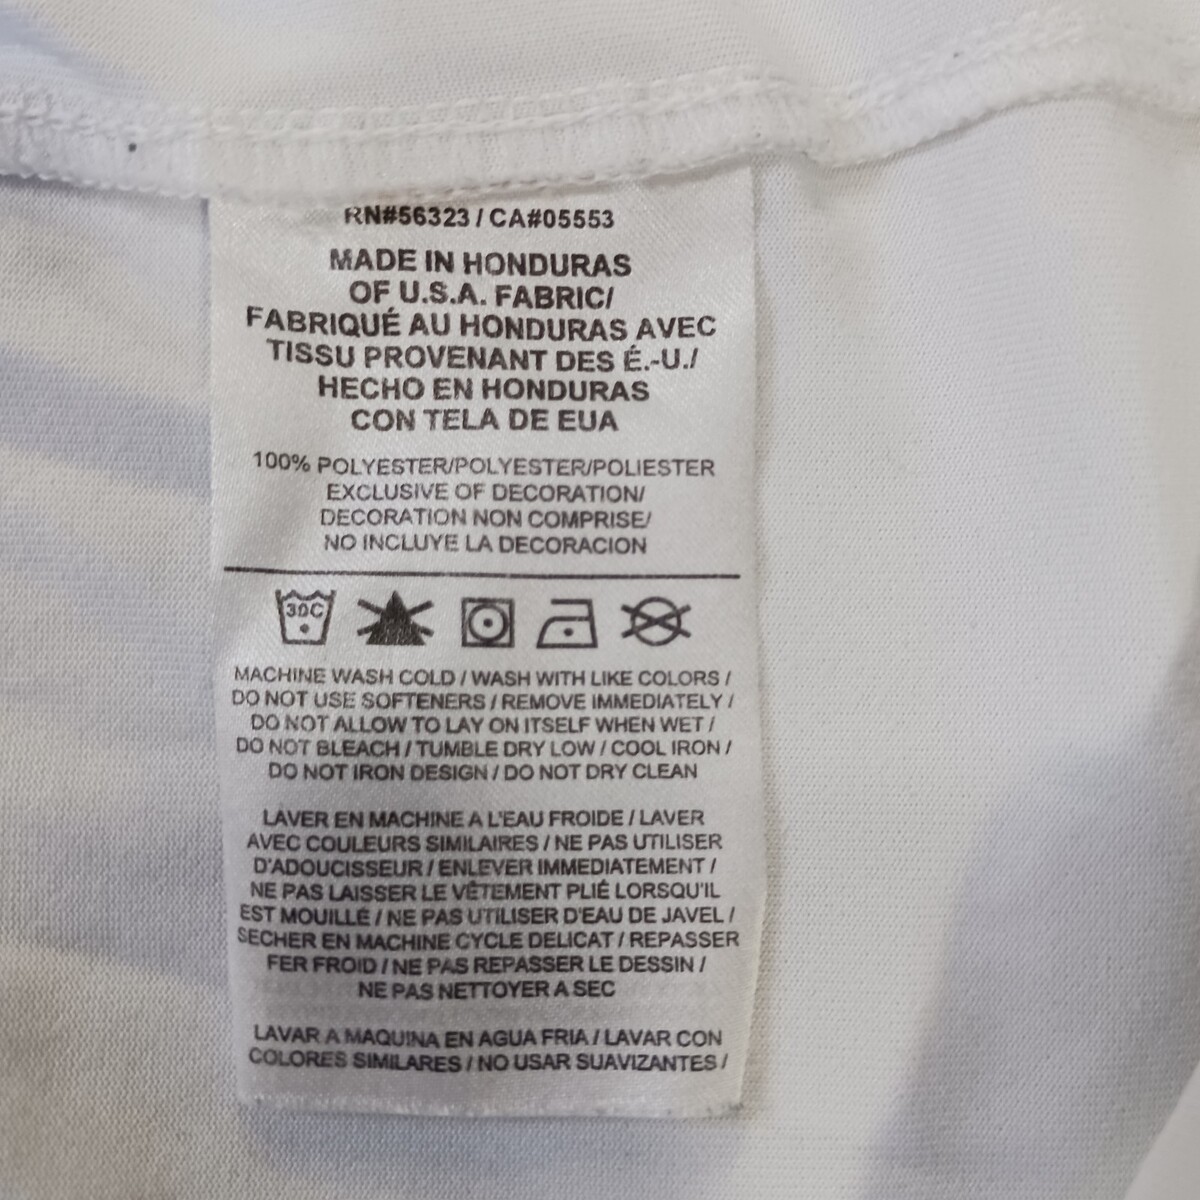 RN#56323 / CA#05553
MADE IN HONDURAS
OF U.S.A. FABRIC/
FABRIQUÉ AU HONDURAS AVEC
TISSU PROVENANT DES É.-U./
HECHO EN HONDURAS
CON TELA DE EUA
100% POLYESTER/POLYESTER/POLIESTER
EXCLUSIVE OF DECORATION/
DECORATION NON COMPRISE/
NO INCLUYE LA DECORACION
30C
MACHINE WASH COLD / WASH WITH LIKE COLORS /
DO NOT USE SOFTENERS / REMOVE IMMEDIATELY /
DO NOT ALLOW TO LAY ON ITSELF WHEN WET /
DO NOT BLEACH / TUMBLE DRY LOW / COOL IRON /
DO NOT IRON DESIGN / DO NOT DRY CLEAN
LAVER EN MACHINE A L'EAU FROIDE / LAVER
AVEC COULEURS SIMILAIRES / NE PAS UTILISER
D'ADOUCISSEUR / ENLEVER IMMEDIATEMENT /
NE PAS LAISSER LE VÊTEMENT PLIÉ LORSQU'IL
EST MOUILLÉ / NE PAS UTILISER D'EAU DE JAVEL /
SECHER EN MACHINE CYCLE DELICAT / REPASSER
FER FROID / NE PAS REPASSER LE DESSIN /
NE PAS NETTOYER A SEC
LAVAR A MAQUINA EN AGUA FRIA / LAVAR CON
COLORES SIMILARES / NO USAR SUAVIZANTES /